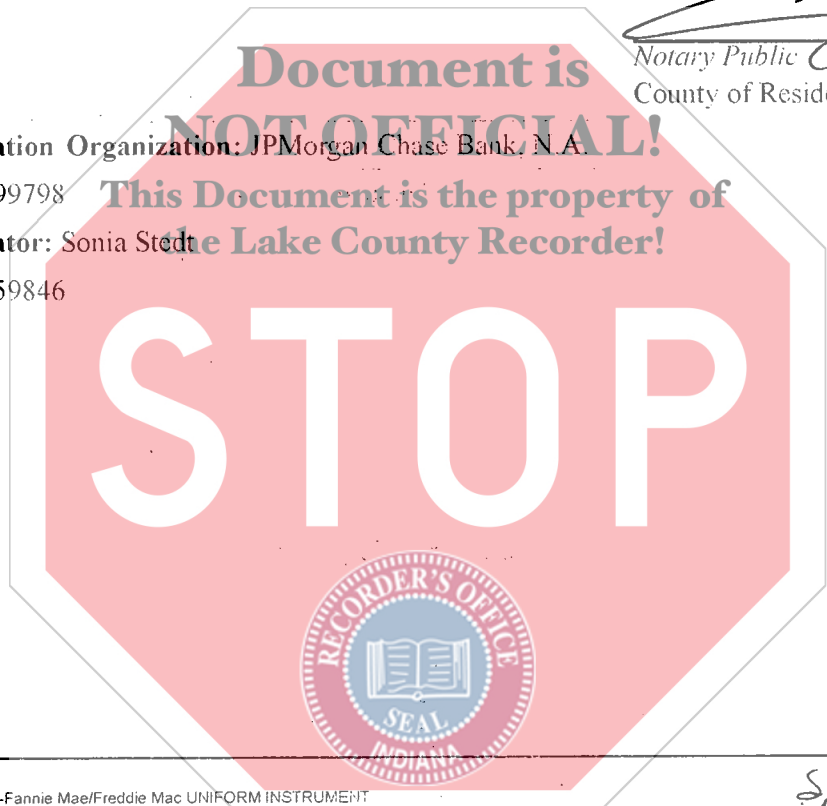 Document is
NOT OFFICIAL!
This Document is the property of
the Lake County Recorder!
Notary Public
County of Reside
ation Organization: JPMorgan Chase Bank, N.A.
99798
ator: Sonia Stedt
59846
STOP
RECORDER'S OFFICE
SEAL
INDIANA
-Fannie Mae/Freddie Mac UNIFORM INSTRUMENT